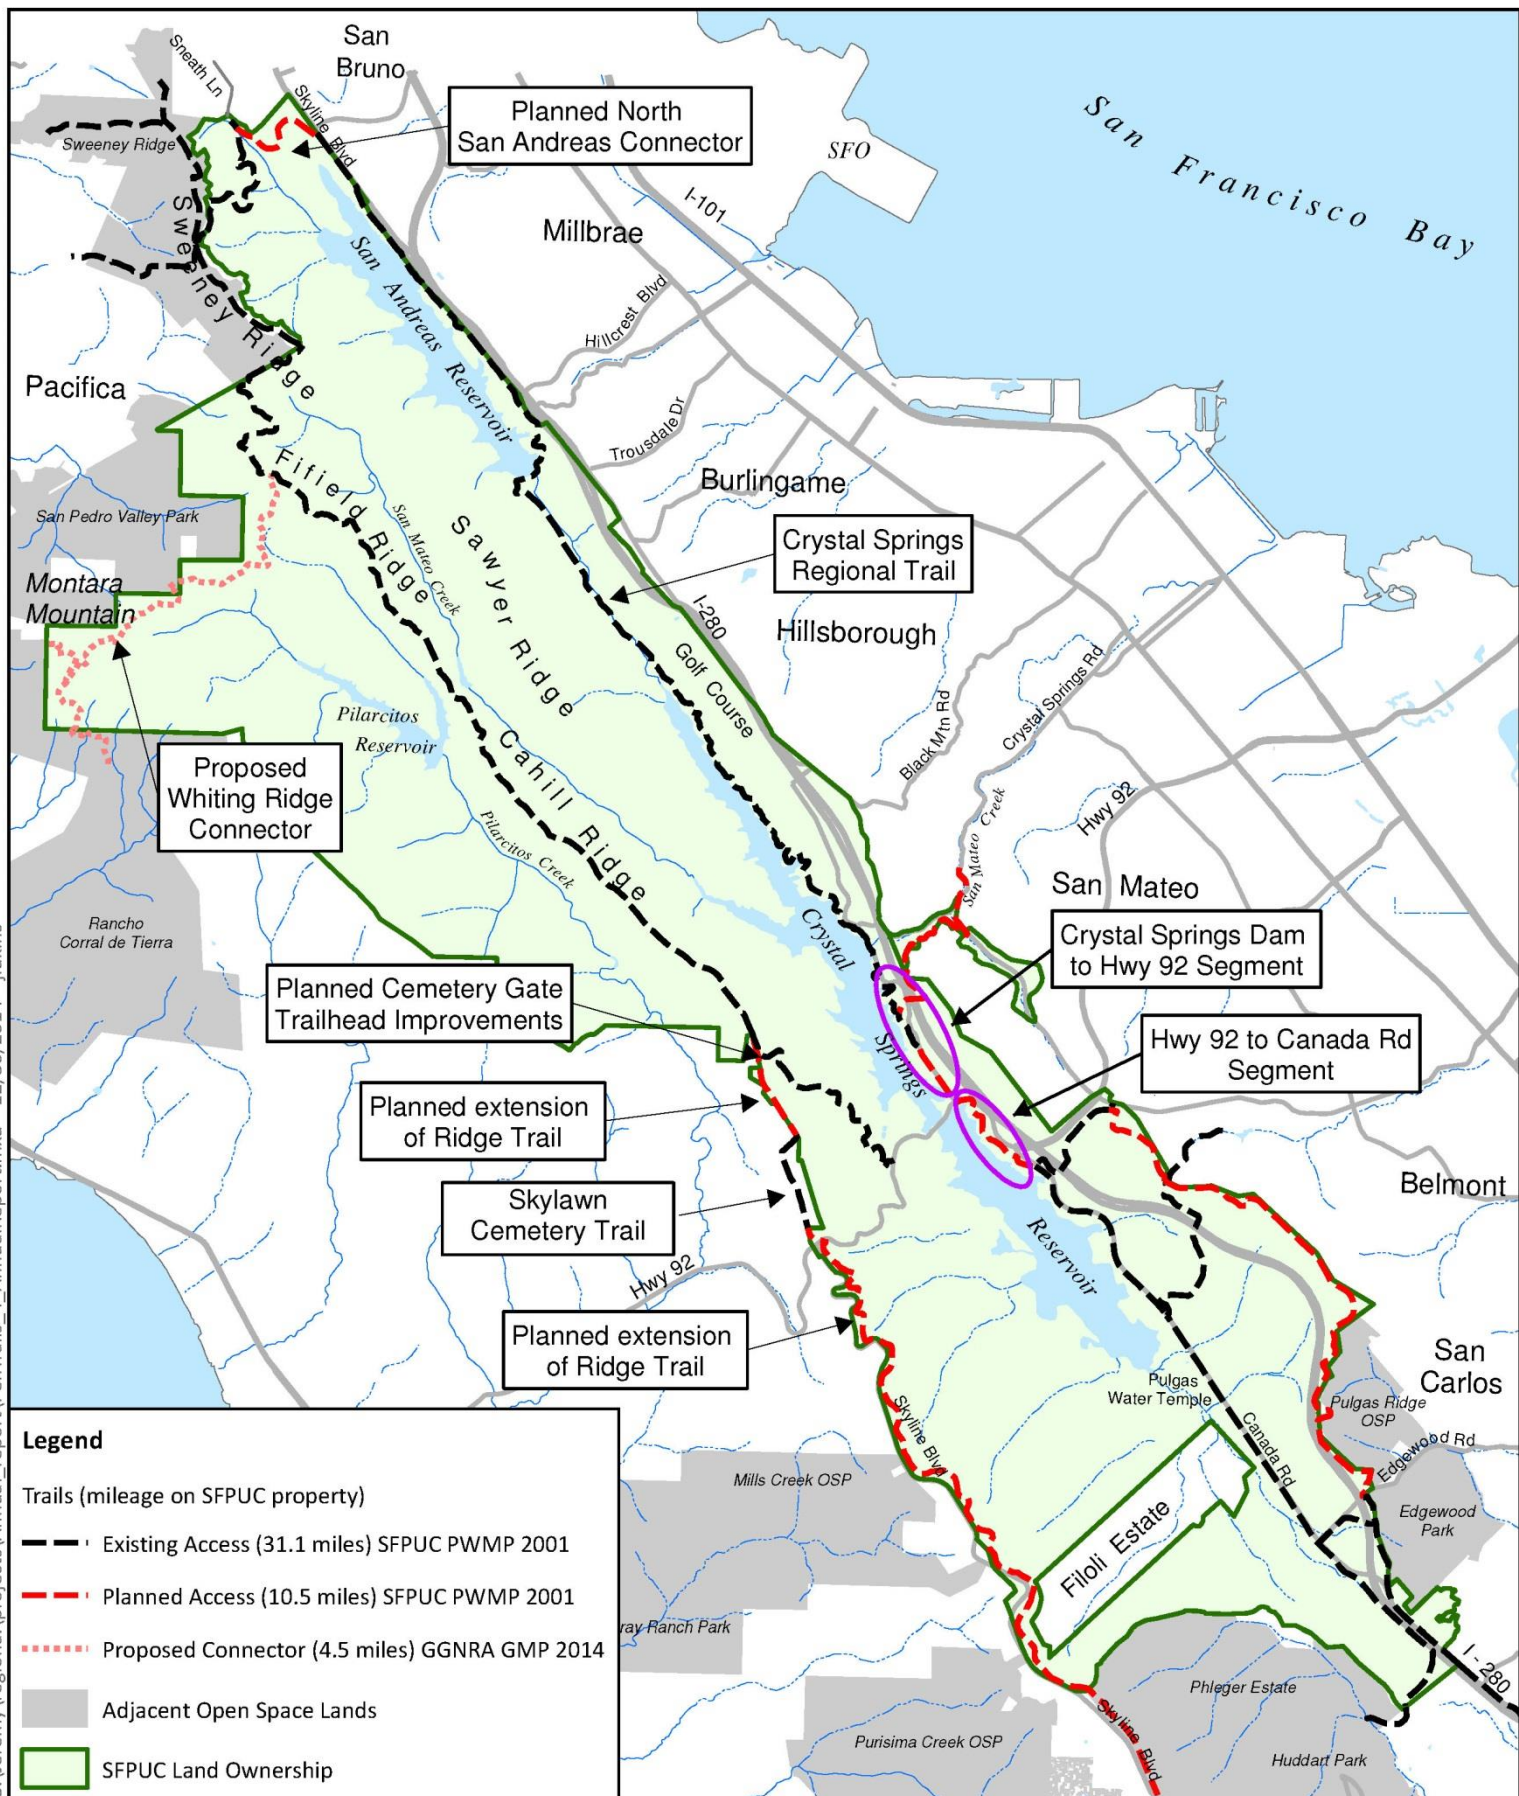 San
Bruno
Sneath Ln
Skyline Blvd
Planned North
San Andreas Connector
Sweeney Ridge
SFO
San Francisco Bay
I-101
Millbrae
Sweeney Ridge
San Andreas Reservoir
Hillcrest Blvd
Pacifica
Trousdale Dr
Burlingame
Fifield Ridge
San Pedro Valley Park
San Mateo Creek
Sawyer Ridge
Crystal Springs
Regional Trail
Montara
Mountain
I-280
Hillsborough
Golf Course
Crystal Springs Rd
Black Mtn Rd
Pilarcitos
Reservoir
Cahill Ridge
Proposed
Whiting Ridge
Connector
Pilarcitos Creek
Hwy 92
San Mateo Creek
San Mateo
Rancho
Corral de Tierra
Crystal Springs Reservoir
Crystal Springs Dam
to Hwy 92 Segment
Planned Cemetery Gate
Trailhead Improvements
Hwy 92 to Canada Rd
Segment
Planned extension
of Ridge Trail
Skylawn
Cemetery Trail
Belmont
Hwy 92
Planned extension
of Ridge Trail
San
Carlos
Pulgas
Water Temple
Pulgas Ridge
OSP
Skyline Blvd
Canada Rd
Edgewood Rd
Mills Creek OSP
Edgewood
Park
Filoli Estate
ray Ranch Park
I - 280
Phleger Estate
Skyline Blvd
Purisima Creek OSP
Huddart Park
Legend
Trails (mileage on SFPUC property)
Existing Access (31.1 miles) SFPUC PWMP 2001
Planned Access (10.5 miles) SFPUC PWMP 2001
Proposed Connector (4.5 miles) GGNRA GMP 2014
Adjacent Open Space Lands
SFPUC Land Ownership